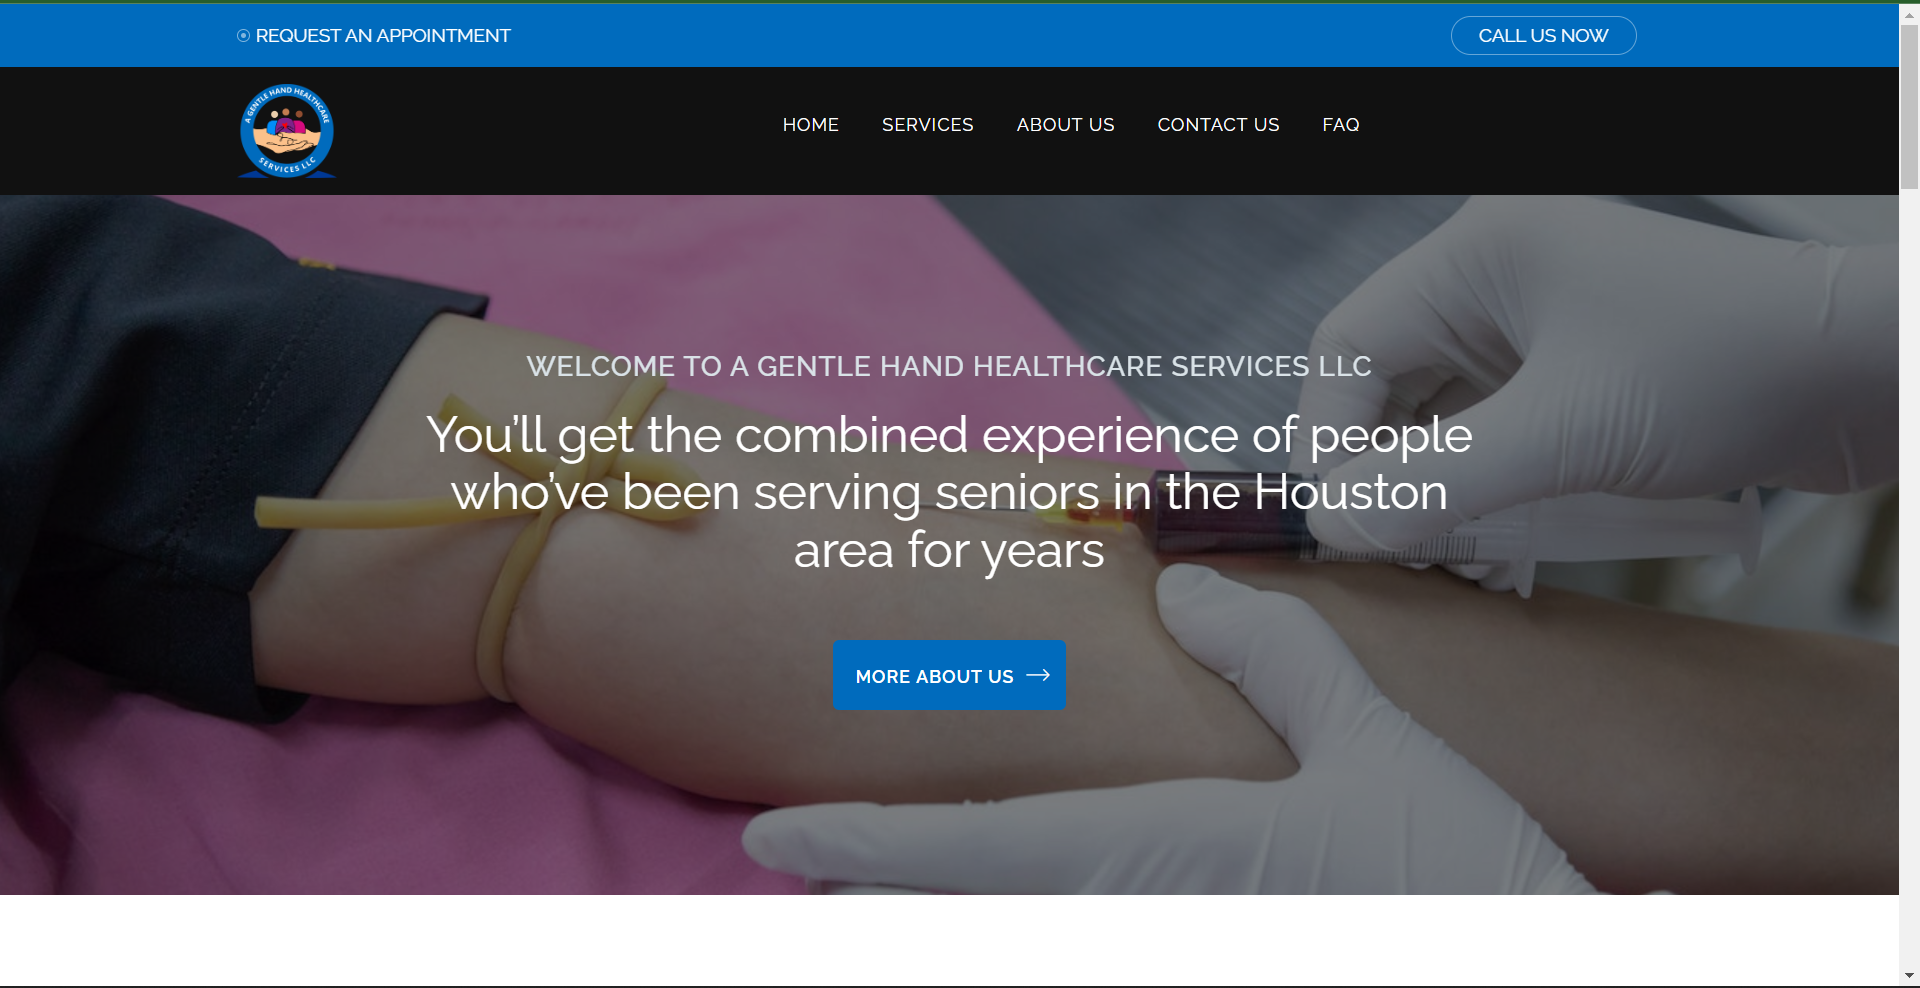 REQUEST AN APPOINTMENT
CALL US NOW
A GENTLE HAND HEALTHCARE
SERVICES LLC
HOME
SERVICES
ABOUT US
CONTACT US
FAQ
WELCOME TO A GENTLE HAND HEALTHCARE SERVICES LLC
You’ll get the combined experience of people
who’ve been serving seniors in the Houston
area for years
MORE ABOUT US